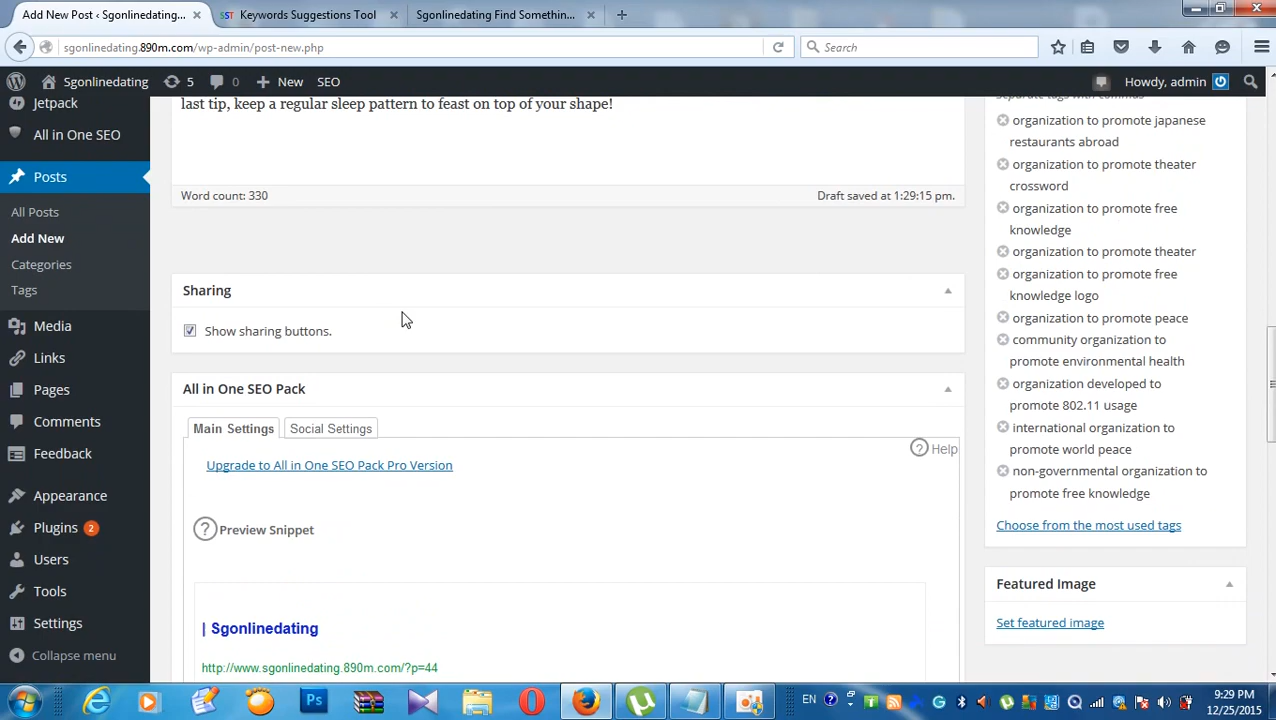 Add New Post - Sgonlinedating...
Keywords Suggestions Tool
Sgonlinedating Find Somethin...
sgonlinedating.890m.com/wp-admin/post-new.php
Search
Sgonlinedating
5
0
New
SEO
Howdy, admin
Jetpack
All in One SEO
Posts
All Posts
Add New
Categories
Tags
Media
Links
Pages
Comments
Feedback
Appearance
Plugins 2
Users
Tools
Settings
Collapse menu
last tip, keep a regular sleep pattern to feast on top of your shape!
Word count: 330
Draft saved at 1:29:15 pm.
Sharing
Show sharing buttons.
All in One SEO Pack
Main Settings
Social Settings
Help
Upgrade to All in One SEO Pack Pro Version
Preview Snippet
| Sgonlinedating
http://www.sgonlinedating.890m.com/?p=44
Separate tags with commas
organization to promote japanese
restaurants abroad
organization to promote theater
crossword
organization to promote free
knowledge
organization to promote theater
organization to promote free
knowledge logo
organization to promote peace
community organization to
promote environmental health
organization developed to
promote 802.11 usage
international organization to
promote world peace
non-governmental organization to
promote free knowledge
Choose from the most used tags
Featured Image
Set featured image
EN
9:29 PM
12/25/2015